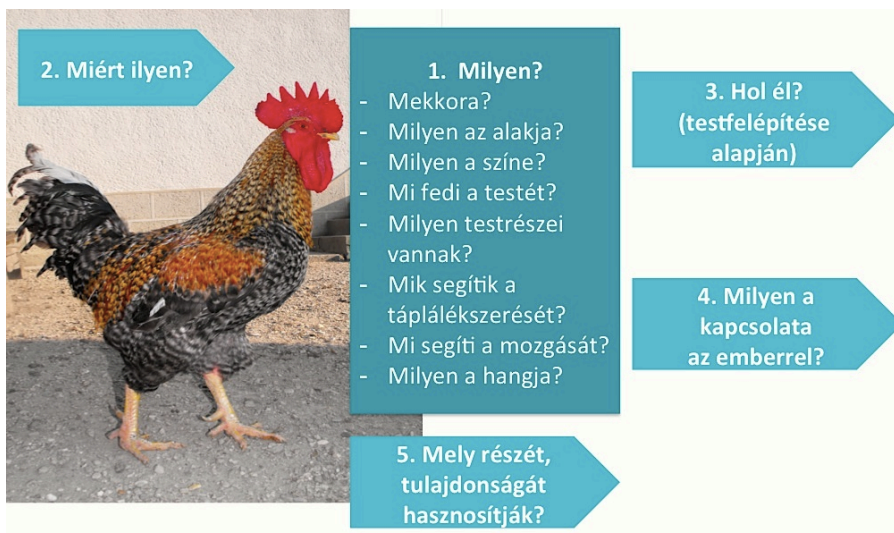 2. Miért ilyen?
1. Milyen?
- Mekkora?
- Milyen az alakja?
- Milyen a színe?
- Mi fedi a testét?
- Milyen testrészei
vannak?
- Mik segítik a
táplálékszerését?
- Mi segíti a mozgását?
- Milyen a hangja?
3. Hol él?
(testfelépítése
alapján)
4. Milyen a
kapcsolata
az emberrel?
5. Mely részét,
tulajdonságát
hasznosítják?